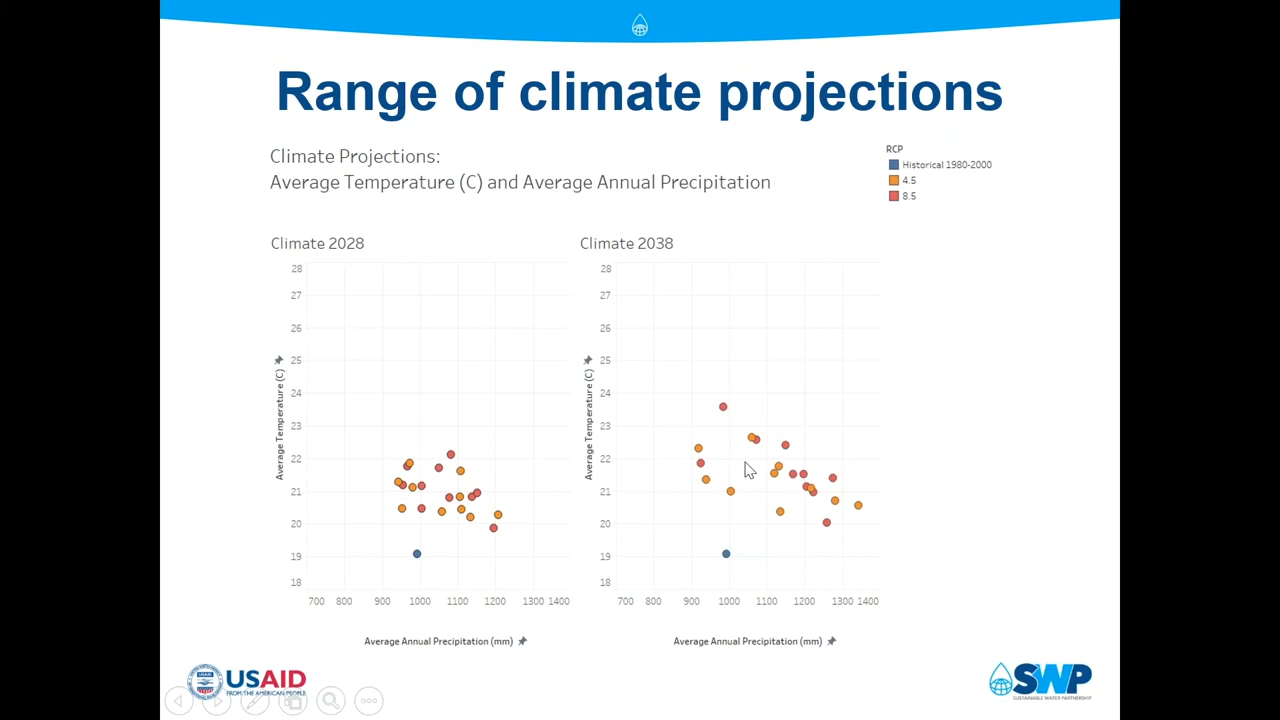 Range of climate projections
Climate Projections:
Average Temperature (C) and Average Annual Precipitation
RCP
Historical 1980-2000
4.5
8.5
Climate 2028
28
27
26
25
24
23
22
21
20
19
18
Average Temperature (C)
700 800 900 1000 1100 1200 1300 1400
Average Annual Precipitation (mm)
Climate 2038
28
27
26
25
24
23
22
21
20
19
18
Average Temperature (C)
700 800 900 1000 1100 1200 1300 1400
Average Annual Precipitation (mm)
USAID
FROM THE AMERICAN PEOPLE
SWP
SUSTAINABLE WATER PARTNERSHIP